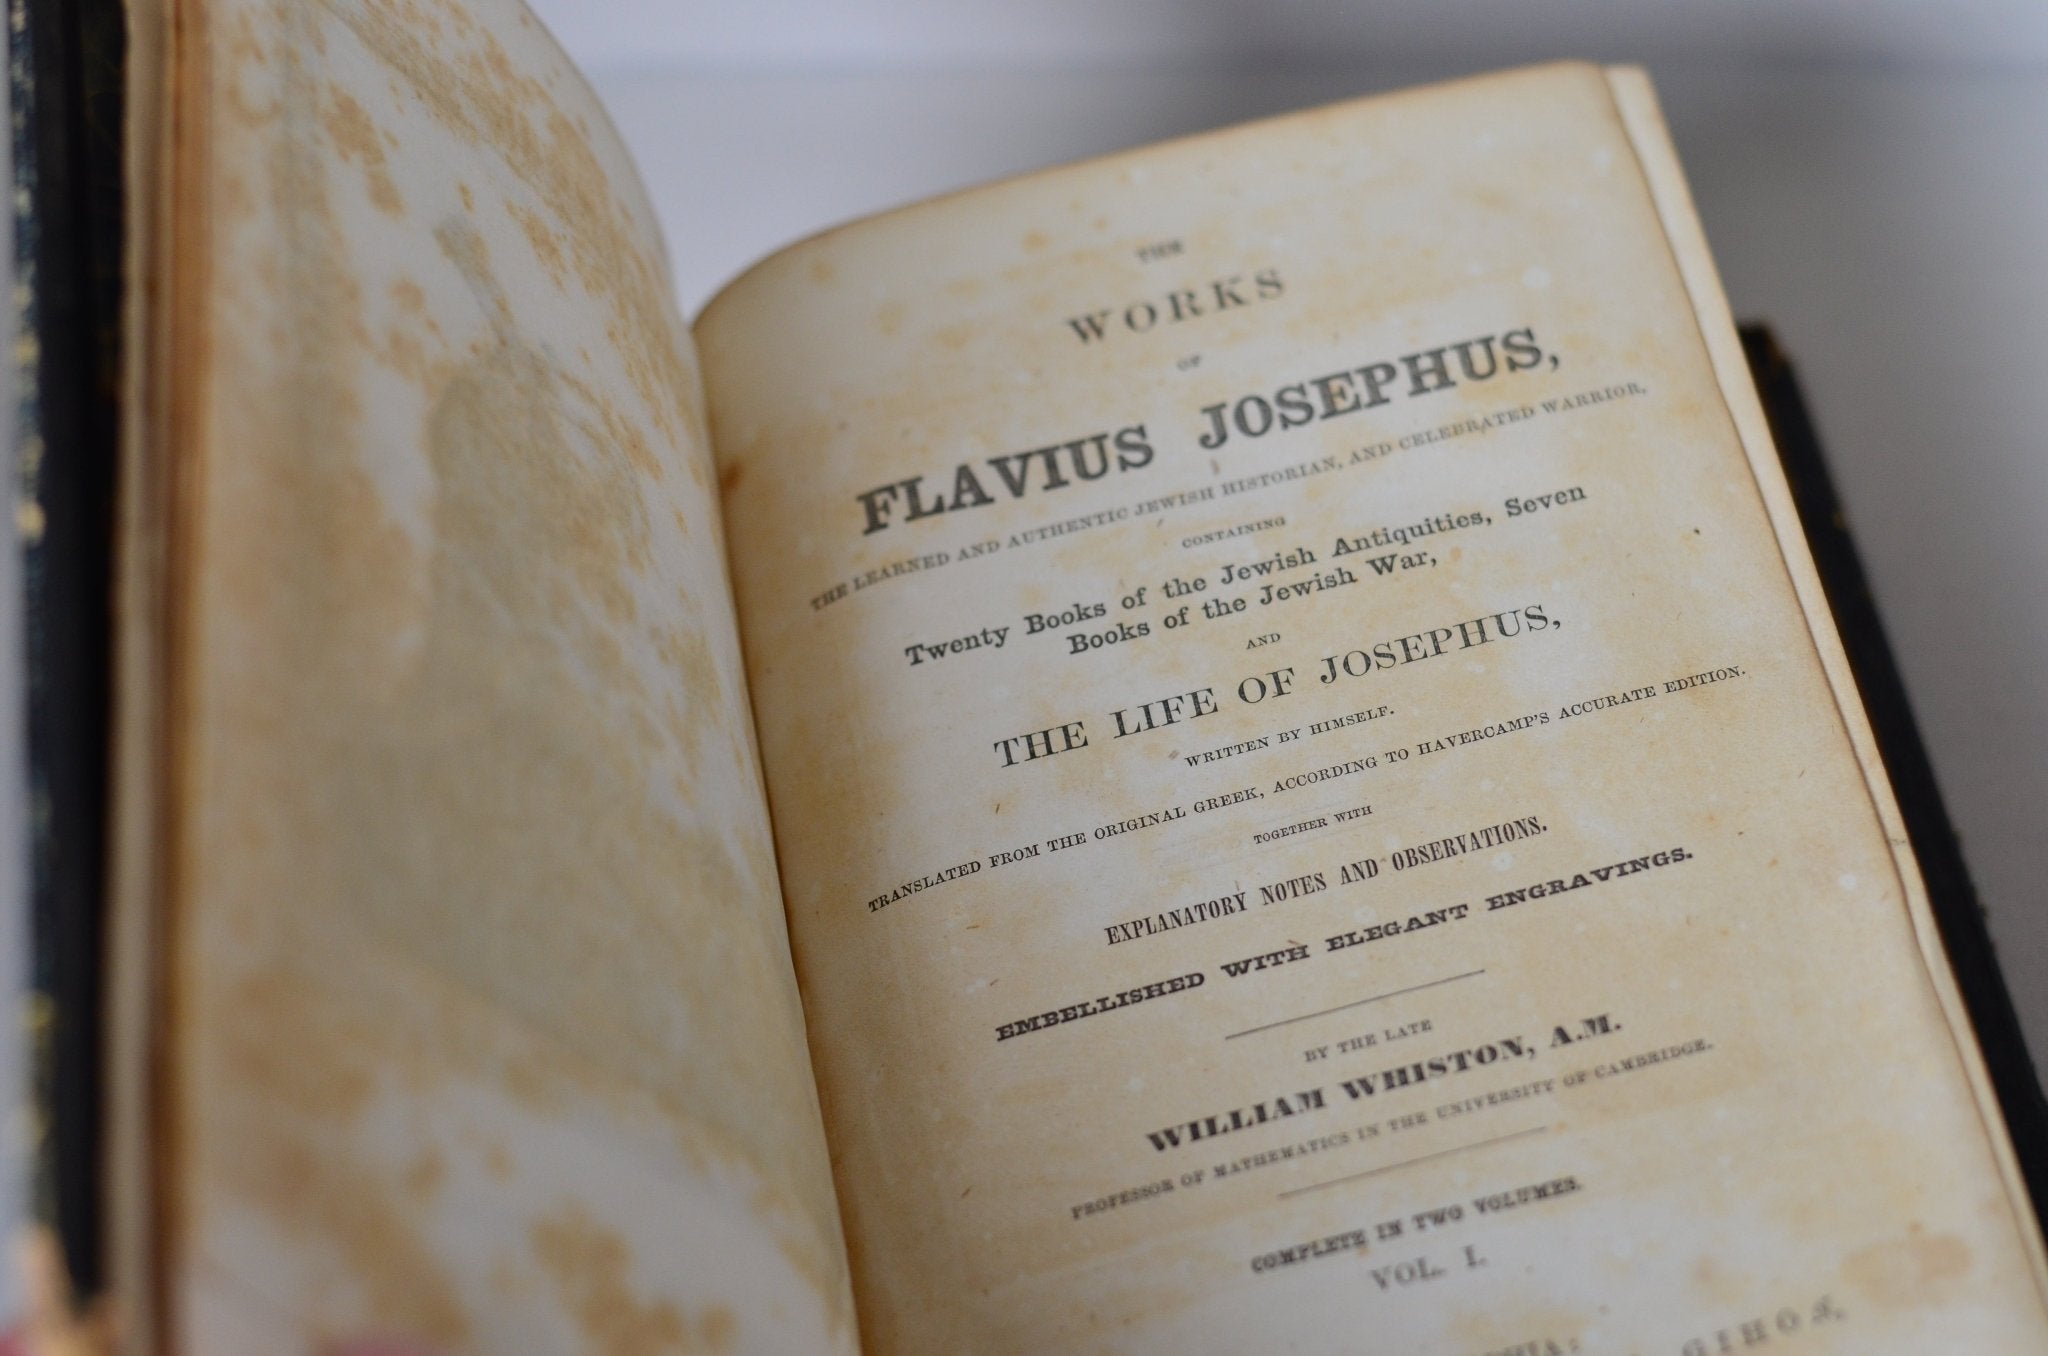 THE
WORKS
OF
FLAVIUS JOSEPHUS,
THE LEARNED AND AUTHENTIC JEWISH HISTORIAN, AND CELEBRATED WARRIOR,
CONTAINING
Twenty Books of the Jewish Antiquities, Seven
Books of the Jewish War,
AND
THE LIFE OF JOSEPHUS,
WRITTEN BY HIMSELF.
TRANSLATED FROM THE ORIGINAL GREEK, ACCORDING TO HAVERCAMP'S ACCURATE EDITION.
TOGETHER WITH
EXPLANATORY NOTES AND OBSERVATIONS.
EMBELLISHED WITH ELEGANT ENGRAVINGS.
BY THE LATE
WILLIAM WHISTON, A.M.
PROFESSOR OF MATHEMATICS IN THE UNIVERSITY OF CAMBRIDGE.
COMPLETE IN TWO VOLUMES.
VOL. I.